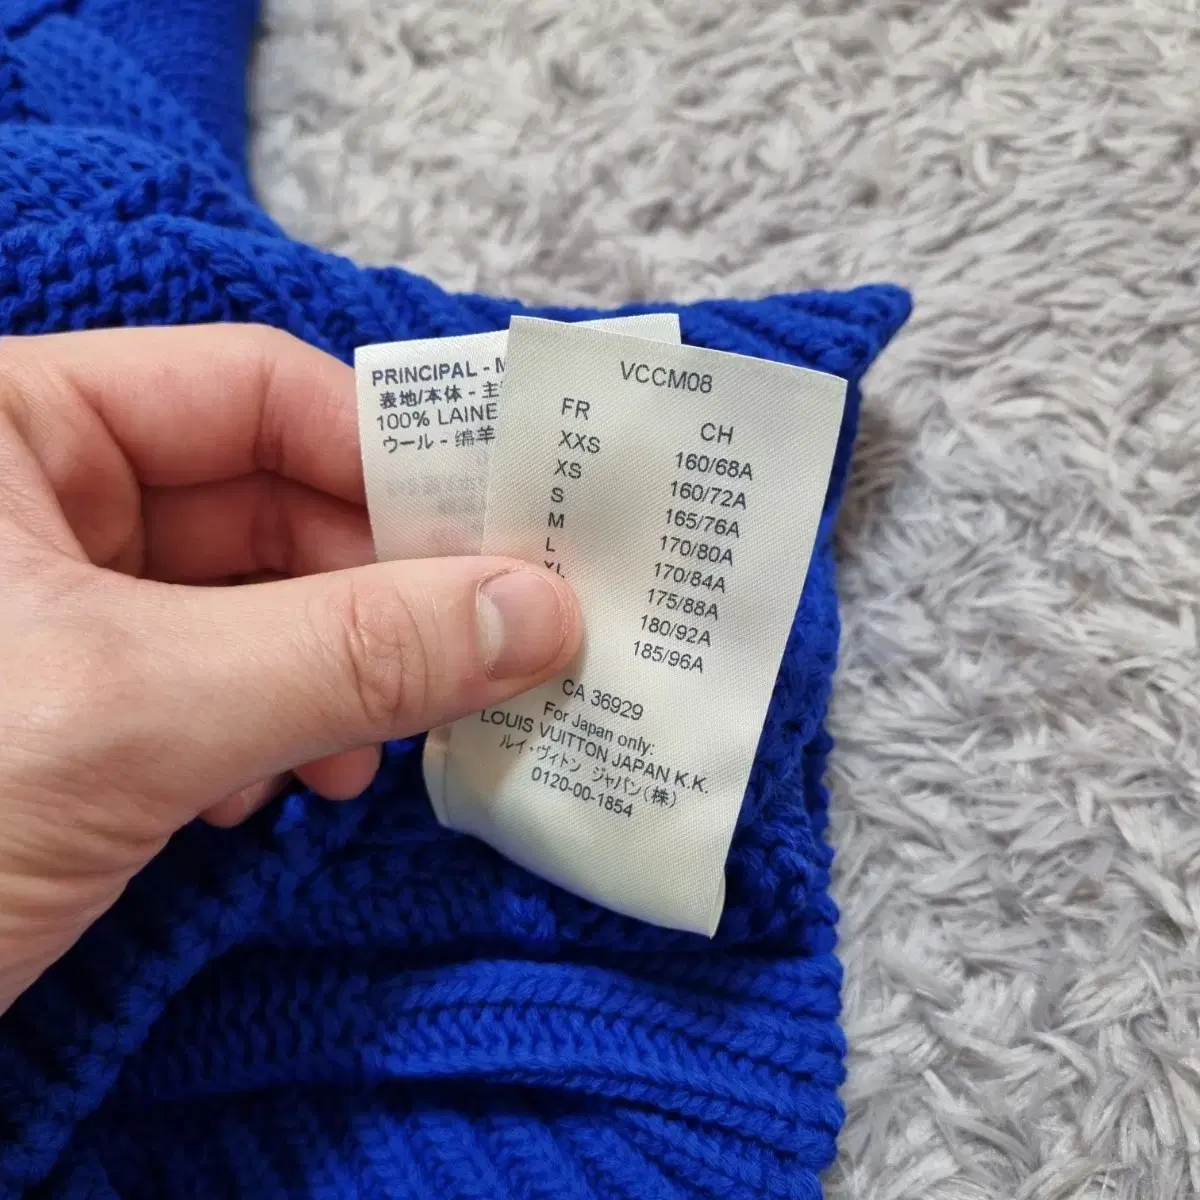 PRINCIPAL - M
表地/本体 - 主
100% LAINE
ウール - 编羊
VCCM08
FR CH
XXS 160/68A
XS 160/72A
S 165/76A
M 170/80A
L 170/84A
XL 175/88A
180/92A
185/96A
CA 36929
For Japan only:
LOUIS VUITTON JAPAN K.K.
ルイ・ヴィトン ジャパン(株)
0120-00-1854